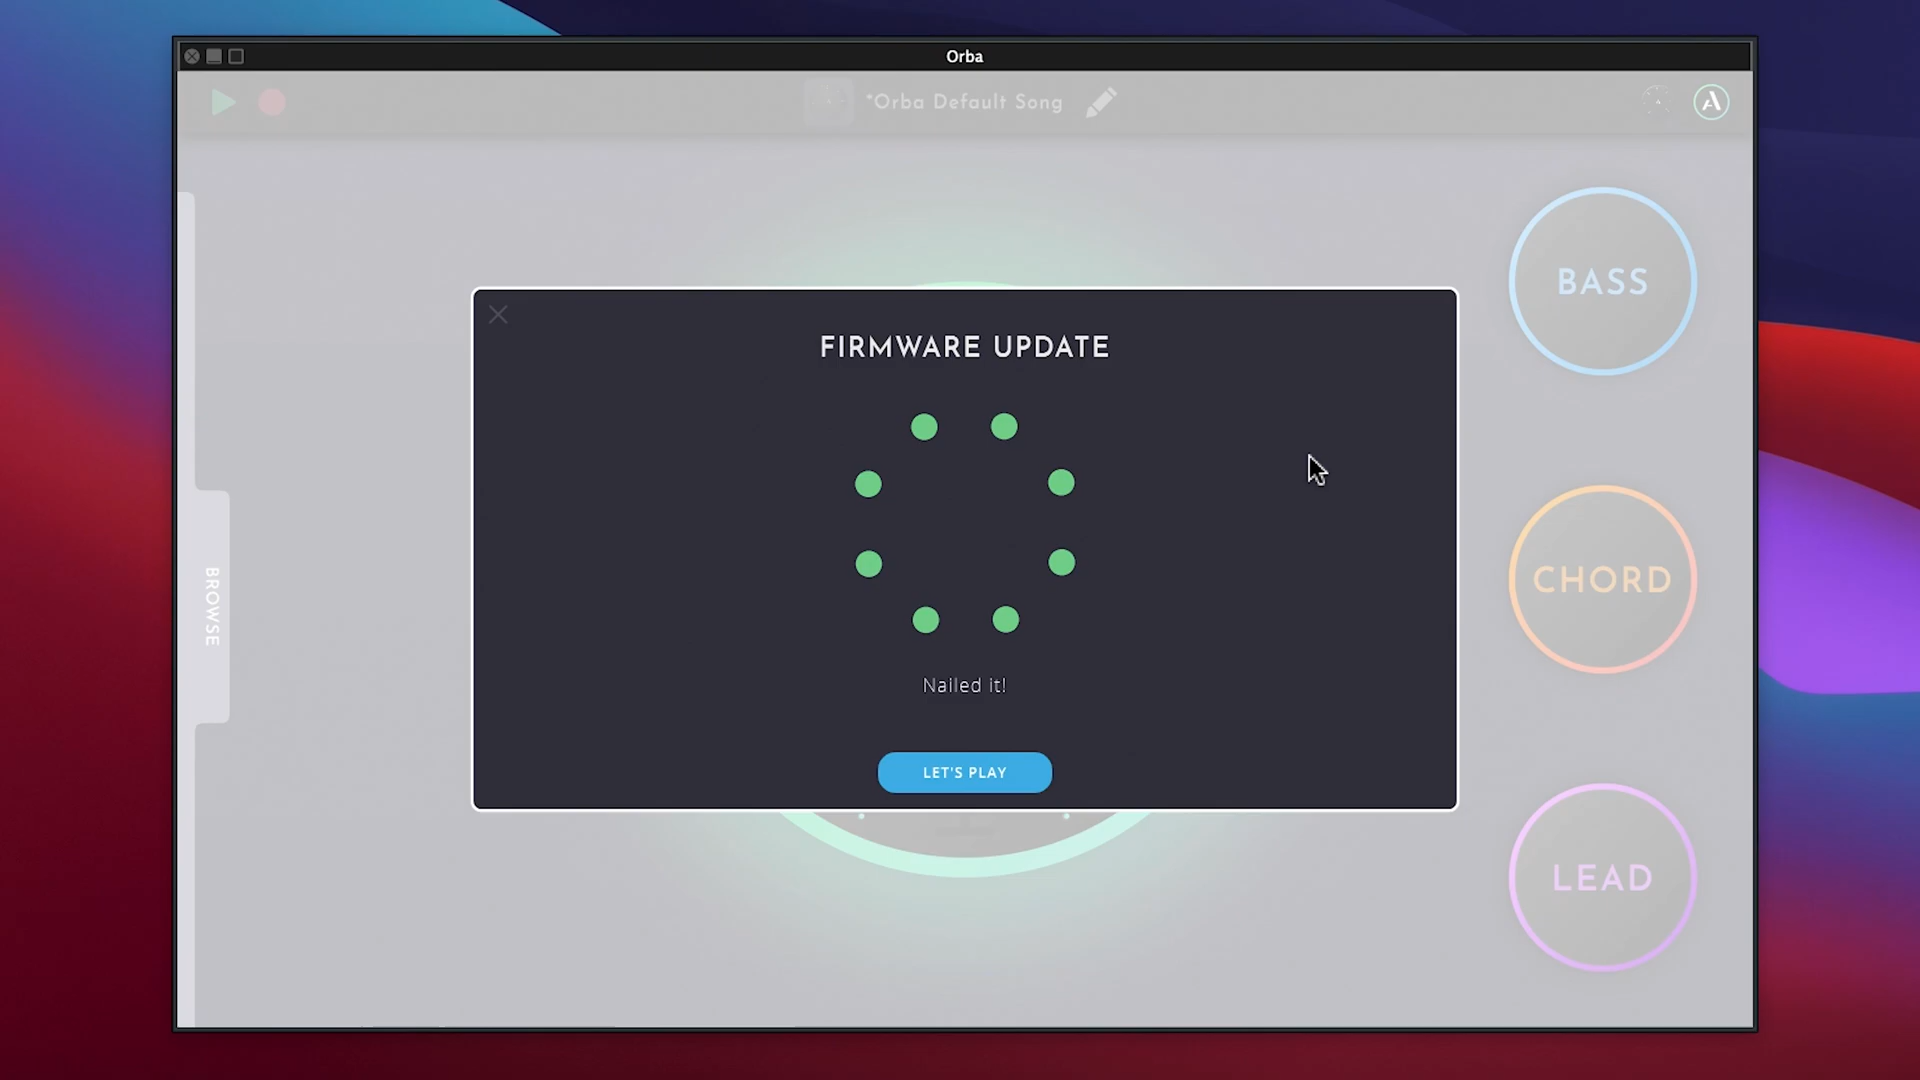 Orba
*Orba Default Song
BASS
FIRMWARE UPDATE
CHORD
BROWSE
Nailed it!
LET'S PLAY
LEAD